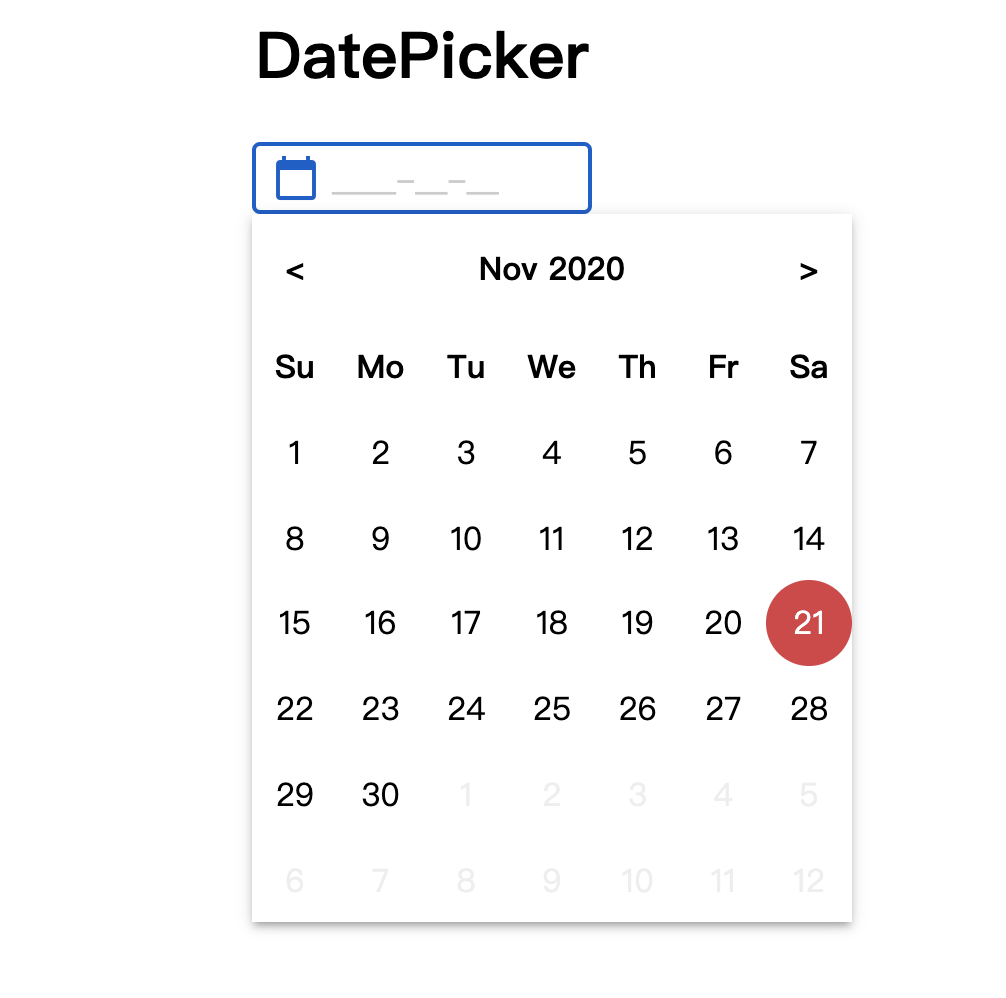 DatePicker
____-__-__
< Nov 2020 >
Su Mo Tu We Th Fr Sa
1 2 3 4 5 6 7
8 9 10 11 12 13 14
15 16 17 18 19 20 21
22 23 24 25 26 27 28
29 30 1 2 3 4 5
6 7 8 9 10 11 12